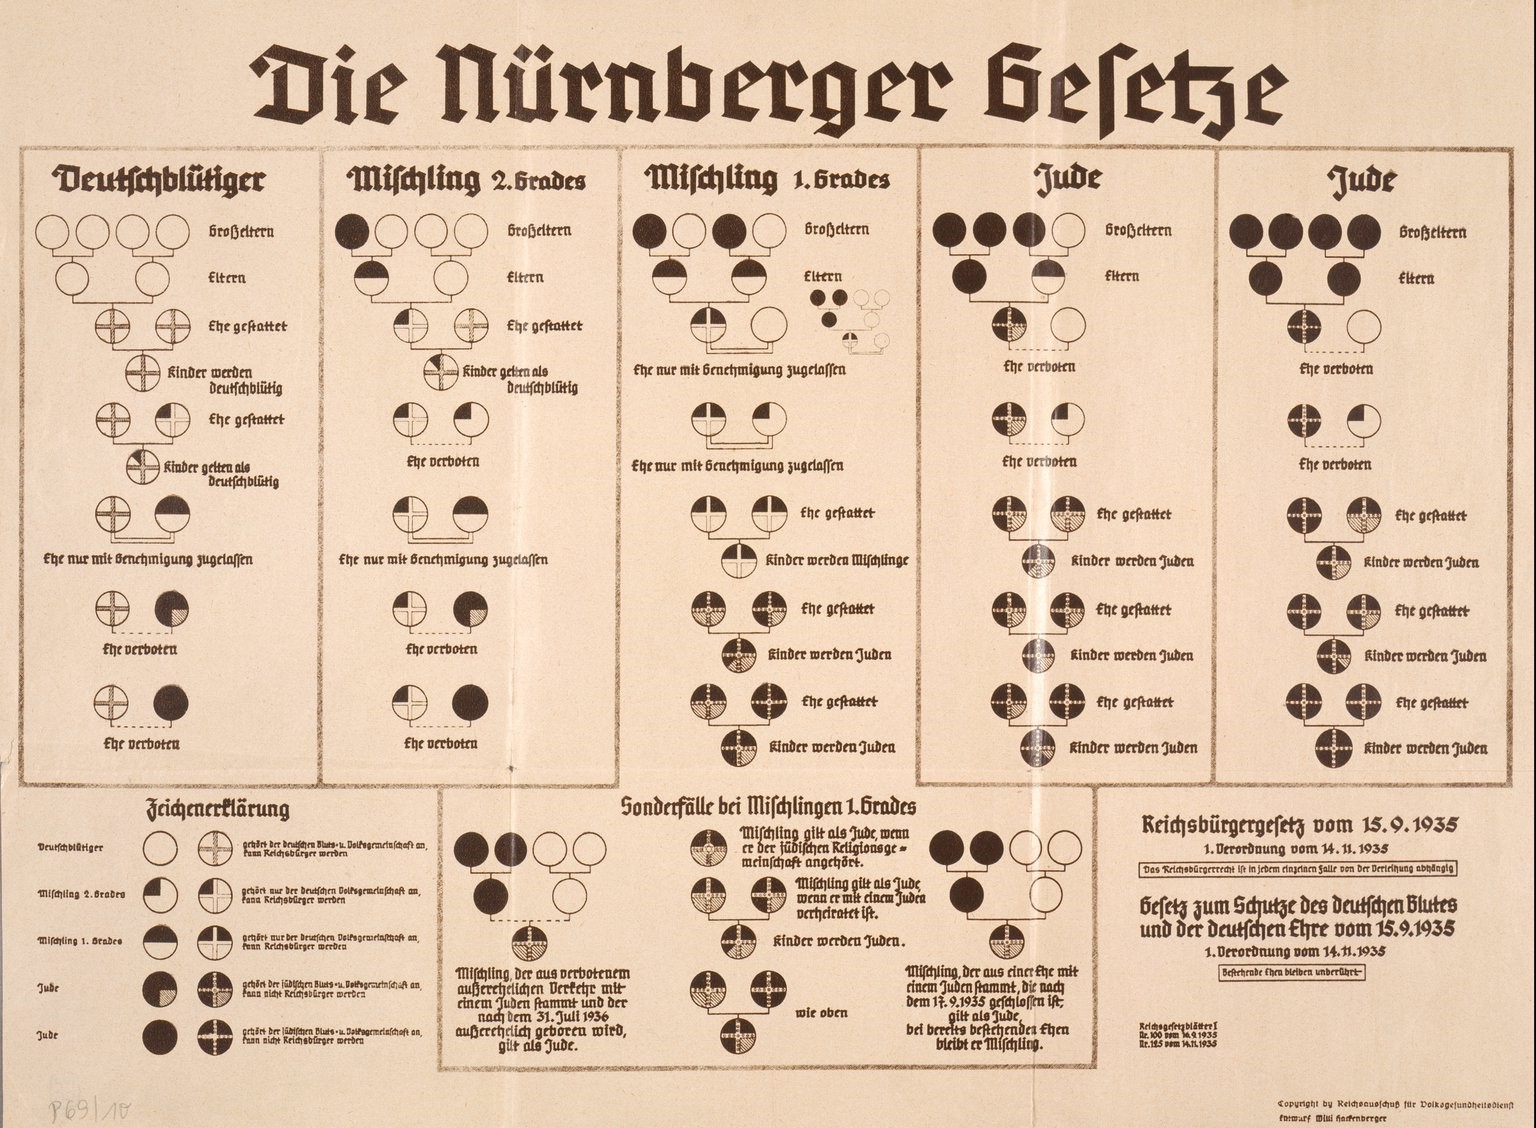 Die Nürnberger Gesetze
Deutschblütiger
Großeltern
Eltern
Ehe gestattet
Kinder werden
deutschblütig
Ehe gestattet
Kinder gelten als
deutschblütig
Ehe nur mit Genehmigung zugelassen
Ehe verboten
Ehe verboten
Mischling 2. Grades
Großeltern
Eltern
Ehe gestattet
Kinder gelten als
deutschblütig
Ehe verboten
Ehe nur mit Genehmigung zugelassen
Ehe verboten
Ehe verboten
Mischling 1. Grades
Großeltern
Eltern
Ehe nur mit Genehmigung zugelassen
Ehe nur mit Genehmigung zugelassen
Ehe gestattet
Kinder werden Mischlinge
Ehe gestattet
Kinder werden Juden
Ehe gestattet
Kinder werden Juden
Jude
Großeltern
Eltern
Ehe verboten
Ehe verboten
Ehe gestattet
Kinder werden Juden
Ehe gestattet
Kinder werden Juden
Ehe gestattet
Kinder werden Juden
Jude
Großeltern
Eltern
Ehe verboten
Ehe verboten
Ehe gestattet
Kinder werden Juden
Ehe gestattet
Kinder werden Juden
Ehe gestattet
Kinder werden Juden
Zeichenerklärung
Deutschblütiger
gehört der deutschen Bluts- u. Volksgemeinschaft an,
kann Reichsbürger werden
Mischling 2. Grades
gehört nur der deutschen Volksgemeinschaft an,
kann Reichsbürger werden
Mischling 1. Grades
gehört nur der deutschen Volksgemeinschaft an,
kann Reichsbürger werden
Jude
gehört der jüdischen Bluts- u. Volksgemeinschaft an,
kann nicht Reichsbürger werden
Jude
gehört der jüdischen Bluts- u. Volksgemeinschaft an,
kann nicht Reichsbürger werden
Sonderfälle bei Mischlingen 1. Grades
Mischling, der aus verbotenem
außerehelichen Verkehr mit
einem Juden stammt und der
nach dem 31. Juli 1936
außerehelich geboren wird,
gilt als Jude.
Mischling gilt als Jude, wenn
er der jüdischen Religionsge=
meinschaft angehört.
Mischling gilt als Jude
wenn er mit einem Juden
verheiratet ist.
Kinder werden Juden.
wie oben
Mischling, der aus einer Ehe mit
einem Juden stammt, die nach
dem 17. 9. 1935 geschlossen ist,
gilt als Jude,
bei bereits bestehenden Ehen
bleibt er Mischling.
Reichsbürgergesetz vom 15. 9. 1935
1. Verordnung vom 14. 11. 1935
Das Reichsbürgerrecht ist in jedem einzelnen Falle von der Verleihung abhängig
Gesetz zum Schutze des deutschen Blutes
und der deutschen Ehre vom 15.9.1935
1. Verordnung vom 14.11.1935
Bestehende Ehen bleiben unberührt
Reichsgesetzblätter I
Nr. 100 vom 16.9.1935
Nr. 125 vom 14.11.1935
P69/10
Copyright by Reichsausschuß für Volksgesundheitsdienst
Entwurf Willi Hackenberger